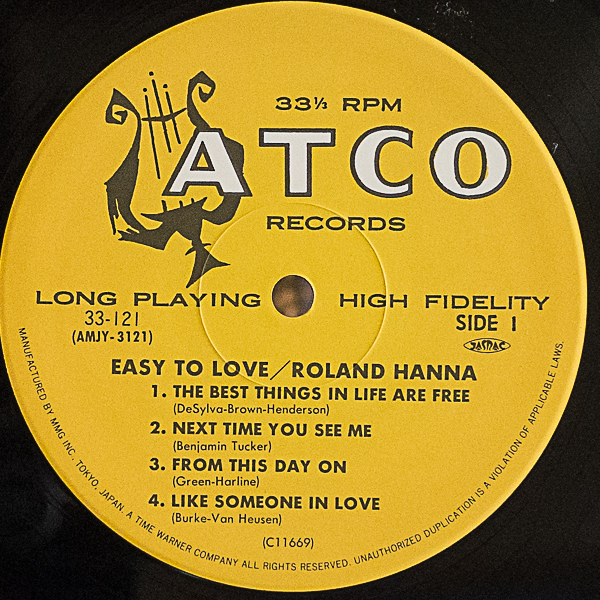 33⅓ RPM
ATCO
RECORDS
LONG PLAYING HIGH FIDELITY
33-121 SIDE 1
(AMJY-3121) JASRAC
EASY TO LOVE/ROLAND HANNA
1. THE BEST THINGS IN LIFE ARE FREE
(DeSylva-Brown-Henderson)
2. NEXT TIME YOU SEE ME
(Benjamin Tucker)
3. FROM THIS DAY ON
(Green-Harline)
4. LIKE SOMEONE IN LOVE
(Burke-Van Heusen)
(C11669)
MANUFACTURED BY MMG INC., TOKYO, JAPAN. A TIME WARNER COMPANY ALL RIGHTS RESERVED. UNAUTHORIZED DUPLICATION IS A VIOLATION OF APPLICABLE LAWS.